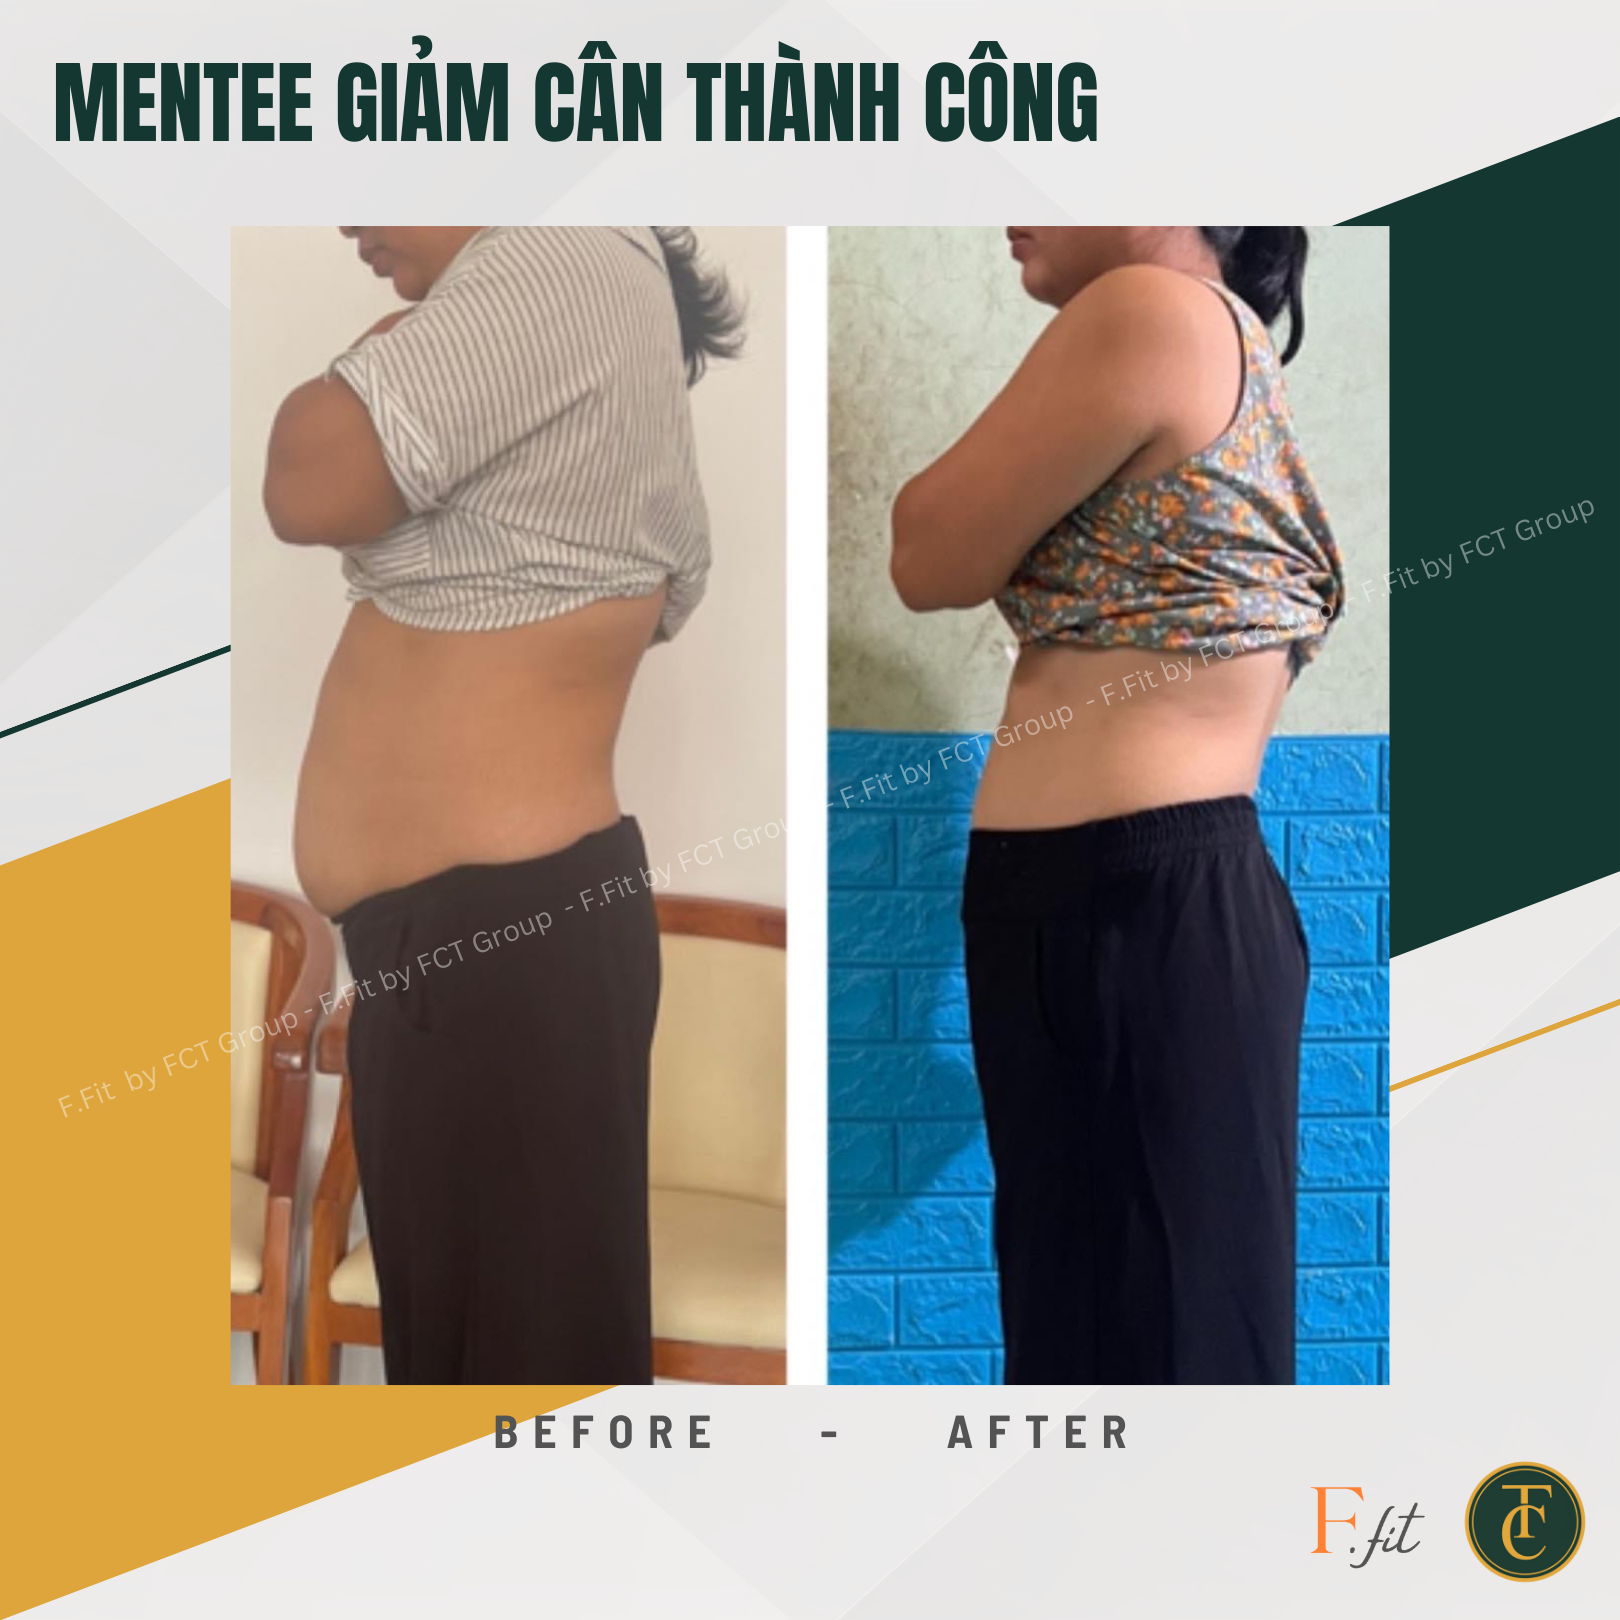 MENTEE GIẢM CÂN THÀNH CÔNG
F.Fit by FCT Group - F.Fit by FCT Group - F.Fit by FCT Grou
- F.Fit by FCT Group - F.Fit by FCT Group - F.Fit by FCT Group
BEFORE - AFTER
F.fit